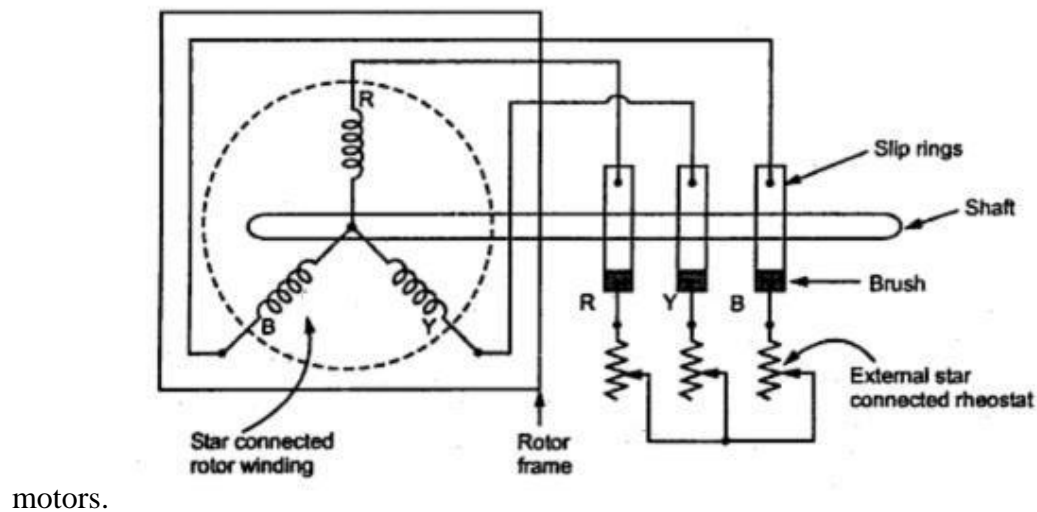 R
Slip rings
Shaft
Brush
B
Y
R Y B
External star
connected rheostat
Star connected
rotor winding
Rotor
frame
motors.